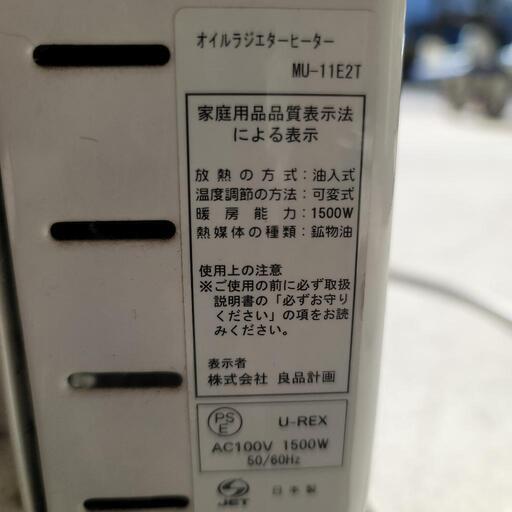 オイルラジエターヒーター
MU-11E2T
家庭用品品質表示法
による表示
放熱の方式：油入式
温度調節の方法：可変式
暖房能力：1500W
熱媒体の種類：鉱物油
使用上の注意
※ご使用の前に必ず取扱
説明書の「必ずお守り
ください」の項をお読
みください。
表示者
株式会社 良品計画
PS
E
U-REX
AC100V 1500W
50/60Hz
JET
日本製